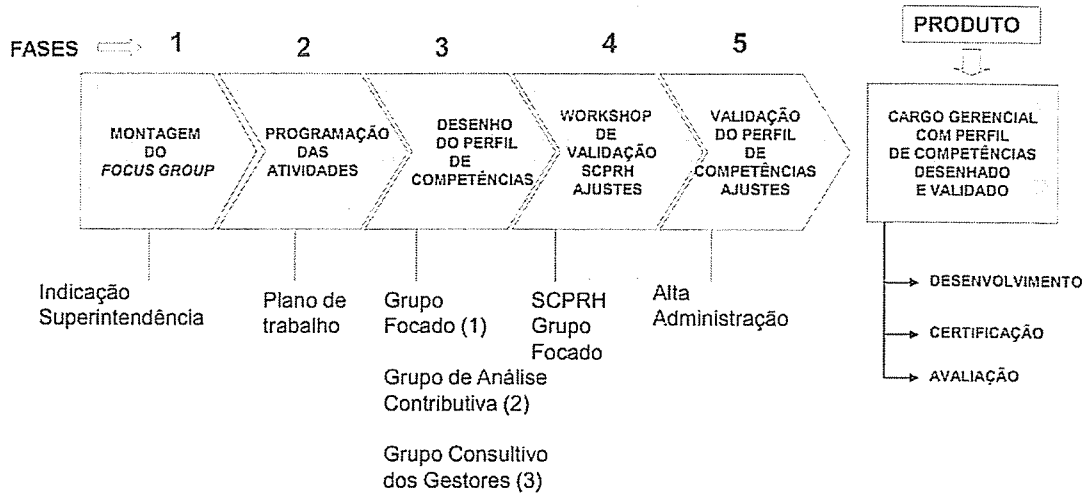 FASES
1
2
3
4
5
PRODUTO
MONTAGEM
DO
FOCUS GROUP
PROGRAMAÇÃO
DAS
ATIVIDADES
DESENHO
DO PERFIL
DE
COMPETÊNCIAS
WORKSHOP
DE
VALIDAÇÃO
SCPRH
AJUSTES
VALIDAÇÃO
DO PERFIL
DE
COMPETÊNCIAS
AJUSTES
CARGO GERENCIAL
COM PERFIL
DE COMPETÊNCIAS
DESENHADO
E VALIDADO
Indicação
Superintendência
Plano de
trabalho
Grupo
Focado (1)
Grupo de Análise
Contributiva (2)
Grupo Consultivo
dos Gestores (3)
SCPRH
Grupo
Focado
Alta
Administração
DESENVOLVIMENTO
CERTIFICAÇÃO
AVALIAÇÃO